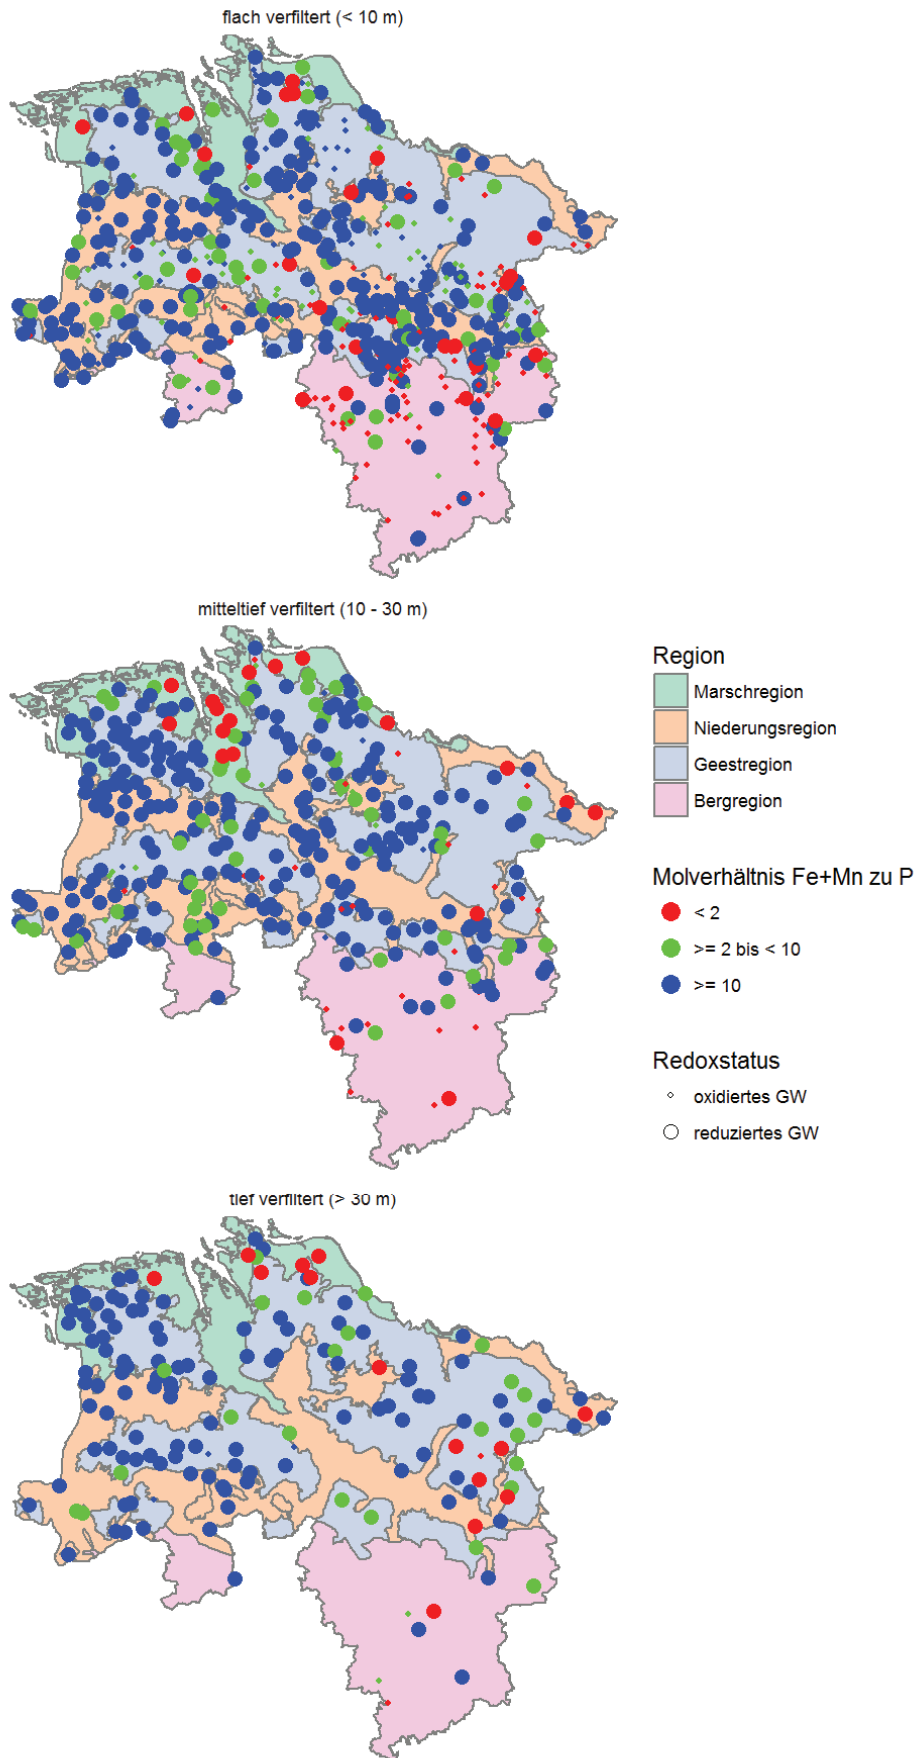 flach verfiltert (< 10 m)
mitteltief verfiltert (10 - 30 m)
Region
Marschregion
Niederungsregion
Geestregion
Bergregion
Molverhältnis Fe+Mn zu P
< 2
>= 2 bis < 10
>= 10
Redoxstatus
oxidiertes GW
reduziertes GW
tief verfiltert (> 30 m)